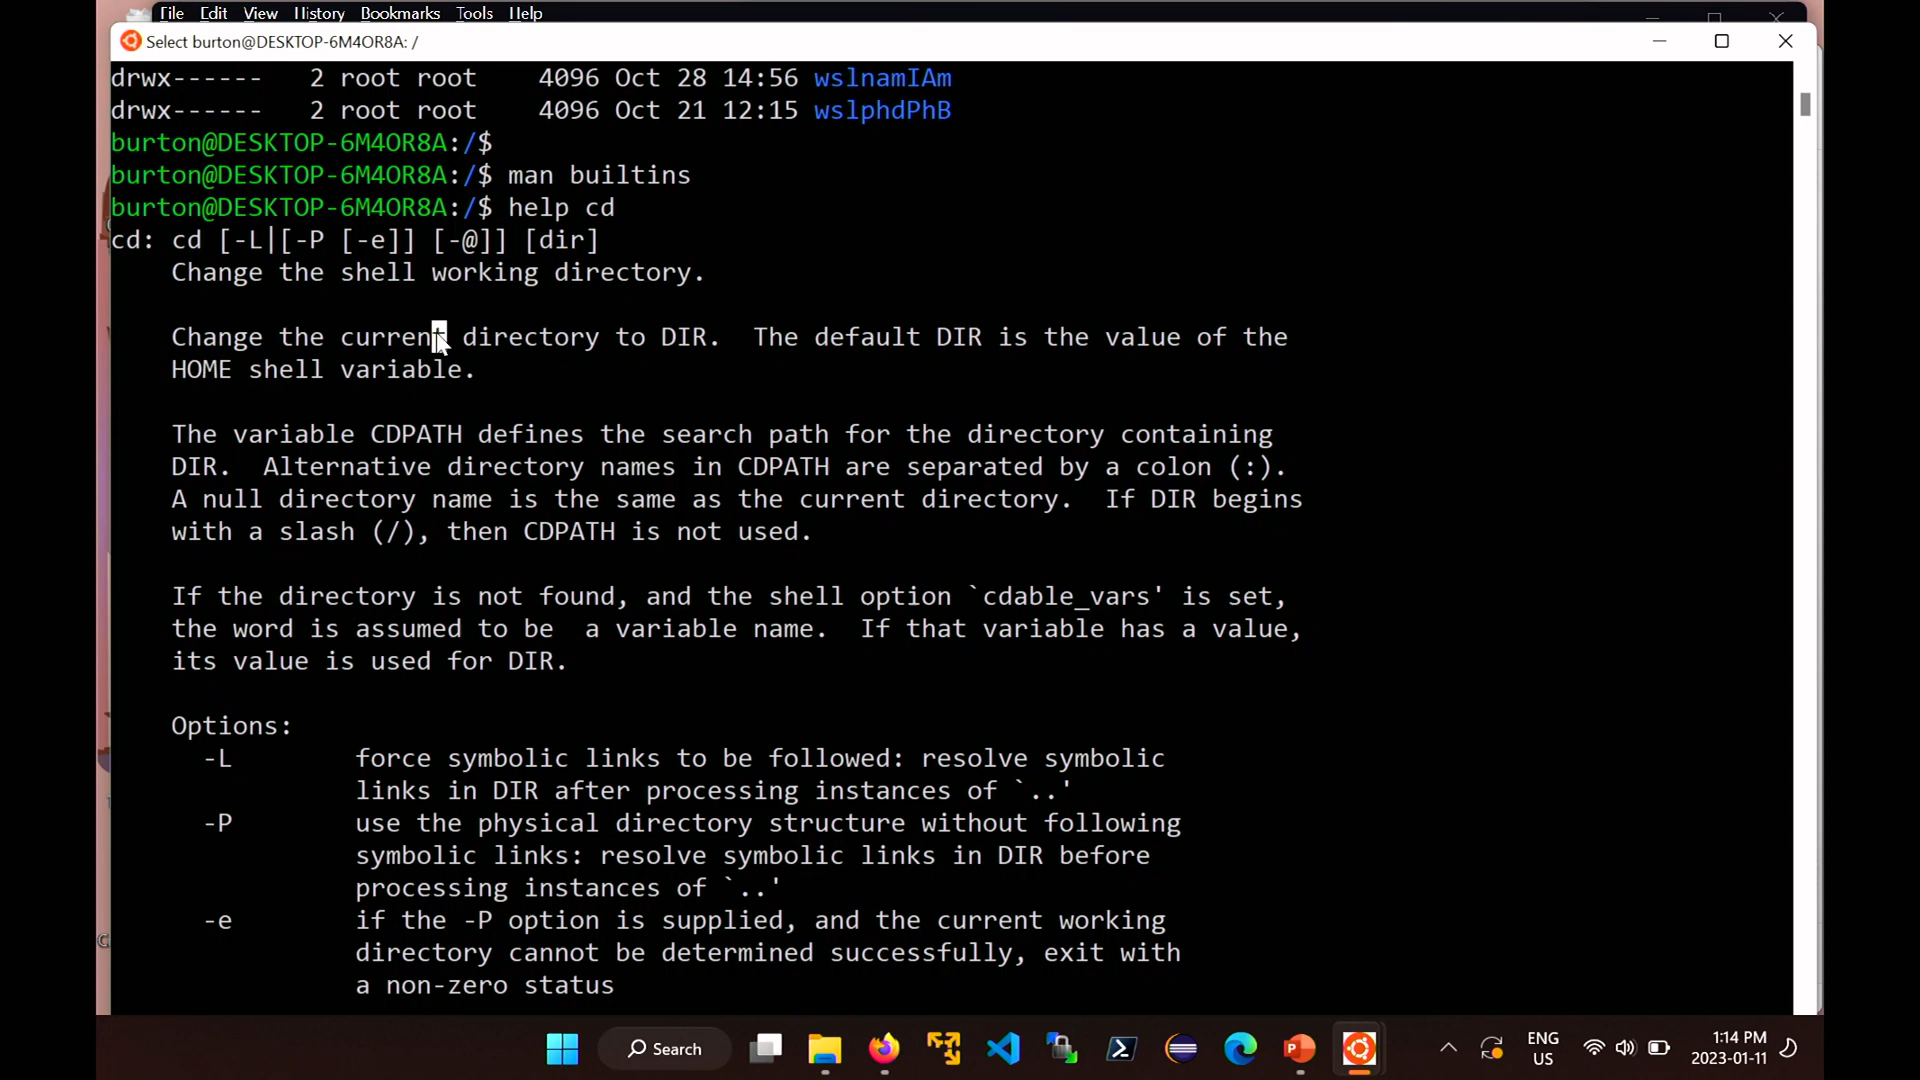 File Edit View History Bookmarks Tools Help
Select burton@DESKTOP-6M4OR8A: /
drwx------   2 root root    4096 Oct 28 14:56 wslnamIAm
drwx------   2 root root    4096 Oct 21 12:15 wslphdPhB
burton@DESKTOP-6M4OR8A:/$
burton@DESKTOP-6M4OR8A:/$ man builtins
burton@DESKTOP-6M4OR8A:/$ help cd
cd: cd [-L|[-P [-e]] [-@]] [dir]
    Change the shell working directory.
    Change the current directory to DIR.  The default DIR is the value of the
    HOME shell variable.
    The variable CDPATH defines the search path for the directory containing
    DIR.  Alternative directory names in CDPATH are separated by a colon (:).
    A null directory name is the same as the current directory.  If DIR begins
    with a slash (/), then CDPATH is not used.
    If the directory is not found, and the shell option `cdable_vars' is set,
    the word is assumed to be  a variable name.  If that variable has a value,
    its value is used for DIR.
    Options:
      -L        force symbolic links to be followed: resolve symbolic
                links in DIR after processing instances of `..'
      -P        use the physical directory structure without following
                symbolic links: resolve symbolic links in DIR before
                processing instances of `..'
      -e        if the -P option is supplied, and the current working
                directory cannot be determined successfully, exit with
                a non-zero status
Search
ENG
US
1:14 PM
2023-01-11